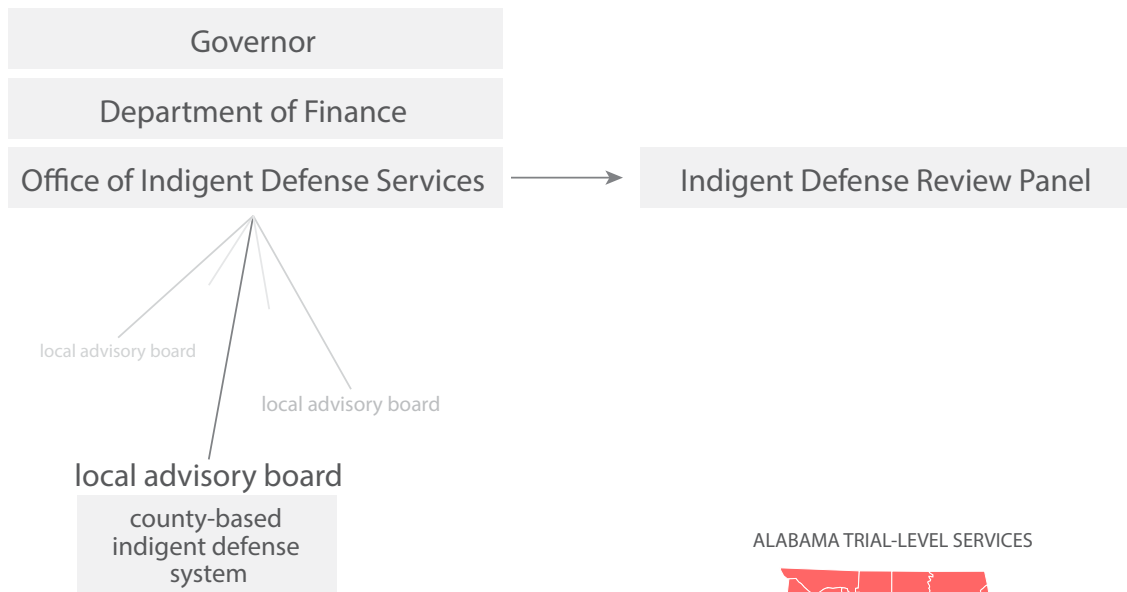 Governor
Department of Finance
Office of Indigent Defense Services
Indigent Defense Review Panel
local advisory board
local advisory board
local advisory board
county-based
indigent defense
system
ALABAMA TRIAL-LEVEL SERVICES